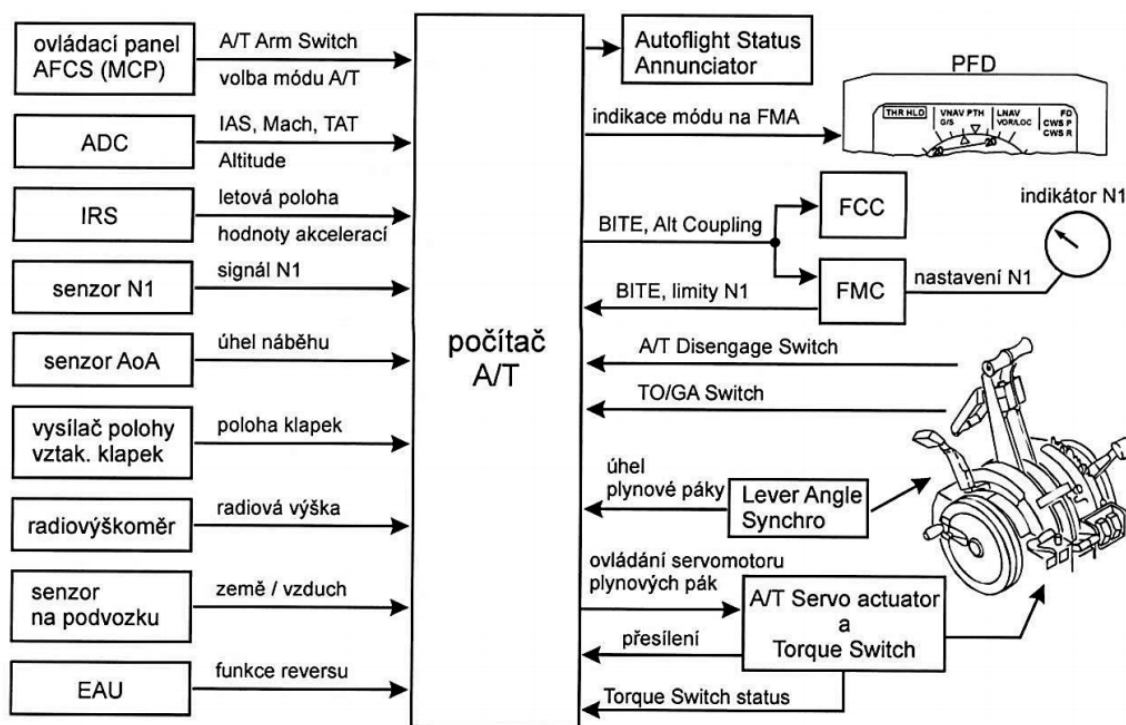 ovládací panel
AFCS (MCP)
A/T Arm Switch
volba módu A/T
ADC
IAS, Mach, TAT
Altitude
IRS
letová poloha
hodnoty akcelerací
senzor N1
signál N1
senzor AoA
úhel náběhu
vysílač polohy
vztak. klapek
poloha klapek
radiovýškoměr
radiová výška
senzor
na podvozku
země / vzduch
EAU
funkce reversu
počítač
A/T
Autoflight Status
Annunciator
PFD
indikace módu na FMA
THR HLD
VNAV PTH
G/S
LNAV
VOR/LOC
FD
CWS P
CWS R
20
20
BITE, Alt Coupling
FCC
FMC
indikátor N1
nastavení N1
BITE, limity N1
A/T Disengage Switch
TO/GA Switch
úhel
plynové páky
Lever Angle
Synchro
ovládání servomotoru
plynových pák
A/T Servo actuator
a
Torque Switch
přesílení
Torque Switch status